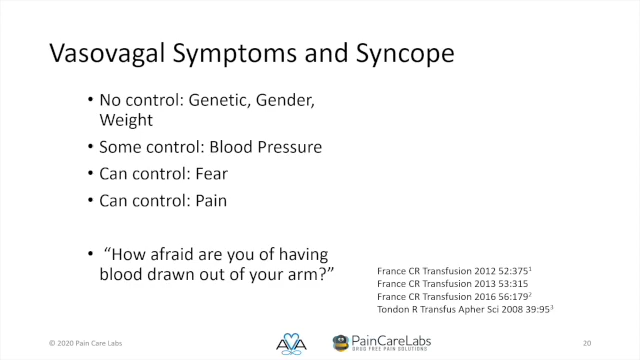 Vasovagal Symptoms and Syncope
• No control: Genetic, Gender,
Weight
• Some control: Blood Pressure
• Can control: Fear
• Can control: Pain
• “How afraid are you of having
blood drawn out of your arm?”
France CR Transfusion 2012 52:375¹
France CR Transfusion 2013 53:315
France CR Transfusion 2016 56:179²
Tondon R Transfus Apher Sci 2008 39:95³
© 2020 Pain Care Labs
AVA
PainCareLabs
DRUG FREE PAIN SOLUTIONS
20